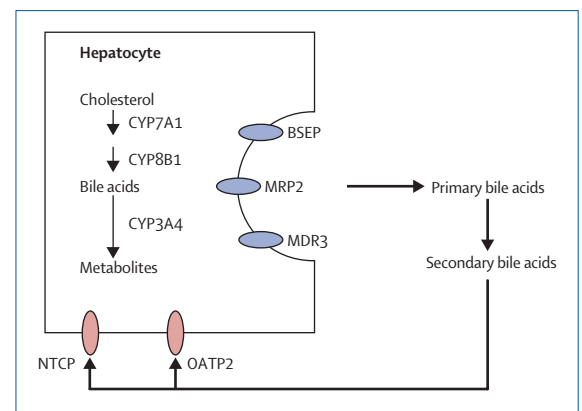 Hepatocyte
Cholesterol
CYP7A1
BSEP
CYP8B1
Bile acids
MRP2
Primary bile acids
CYP3A4
MDR3
Secondary bile acids
Metabolites
NTCP
OATP2